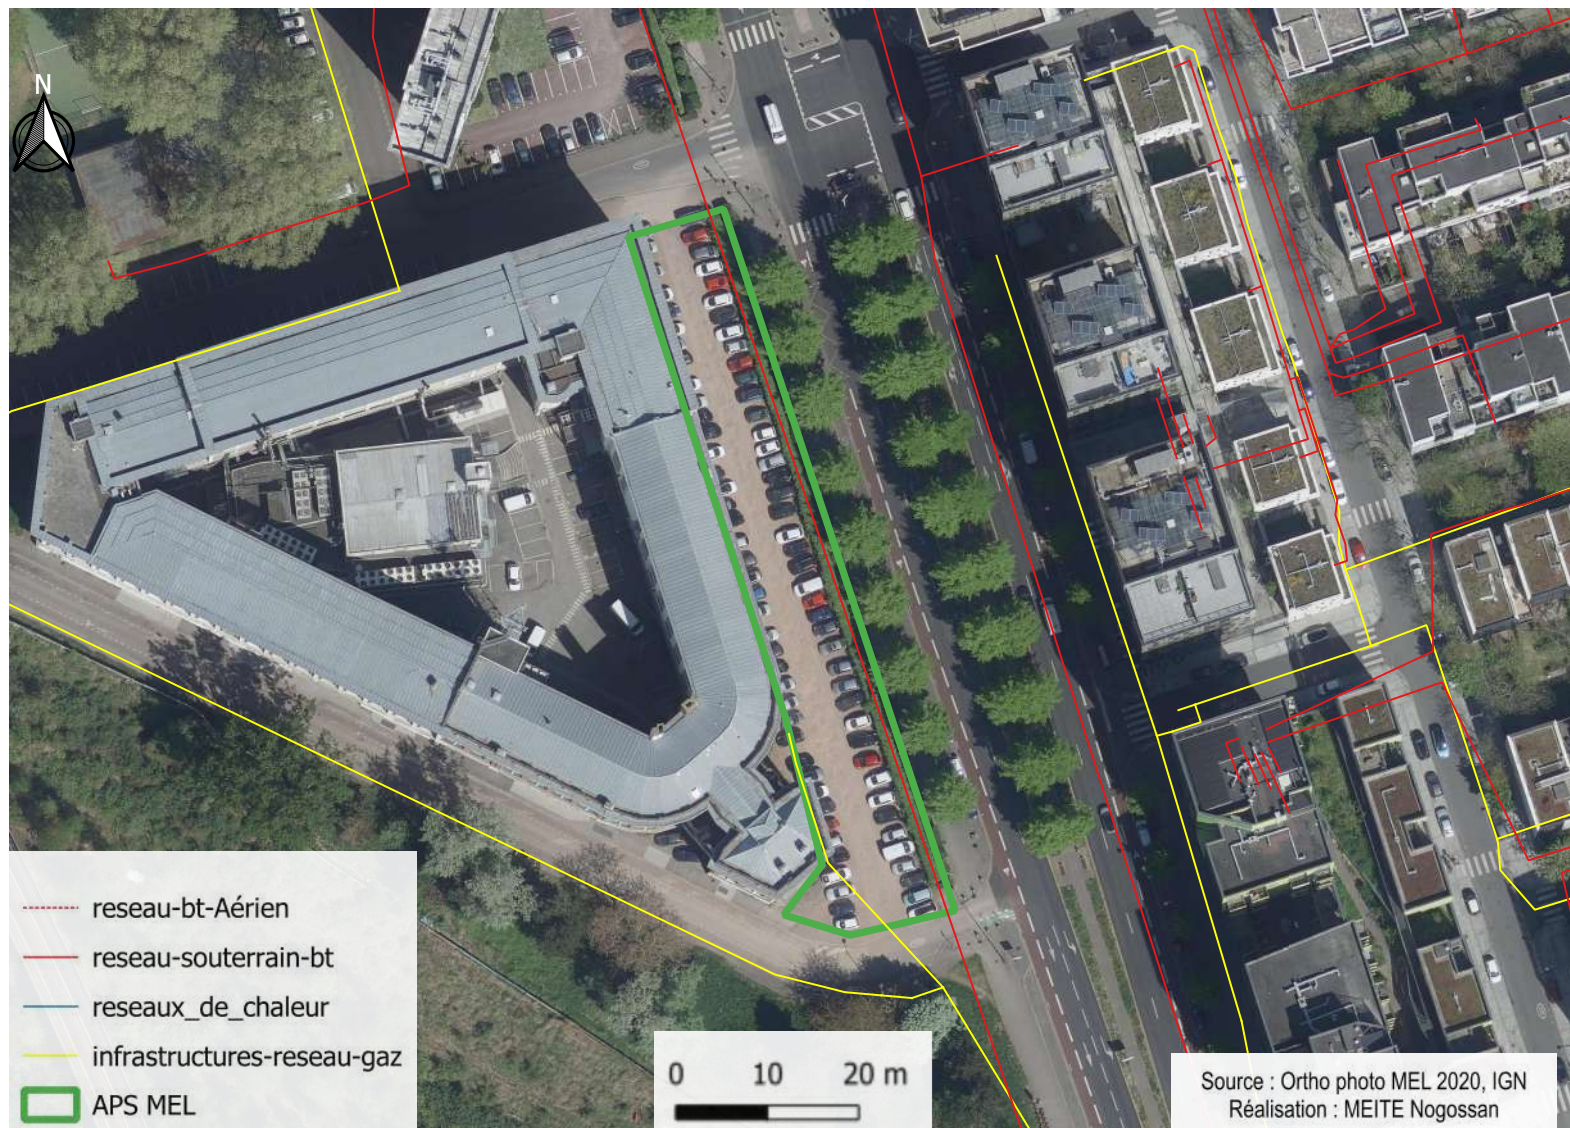 N
reseau-bt-Aérien
reseau-souterrain-bt
reseaux_de_chaleur
infrastructures-reseau-gaz
APS MEL
0 10 20 m
Source : Ortho photo MEL 2020, IGN
Réalisation : MEITE Nogossan